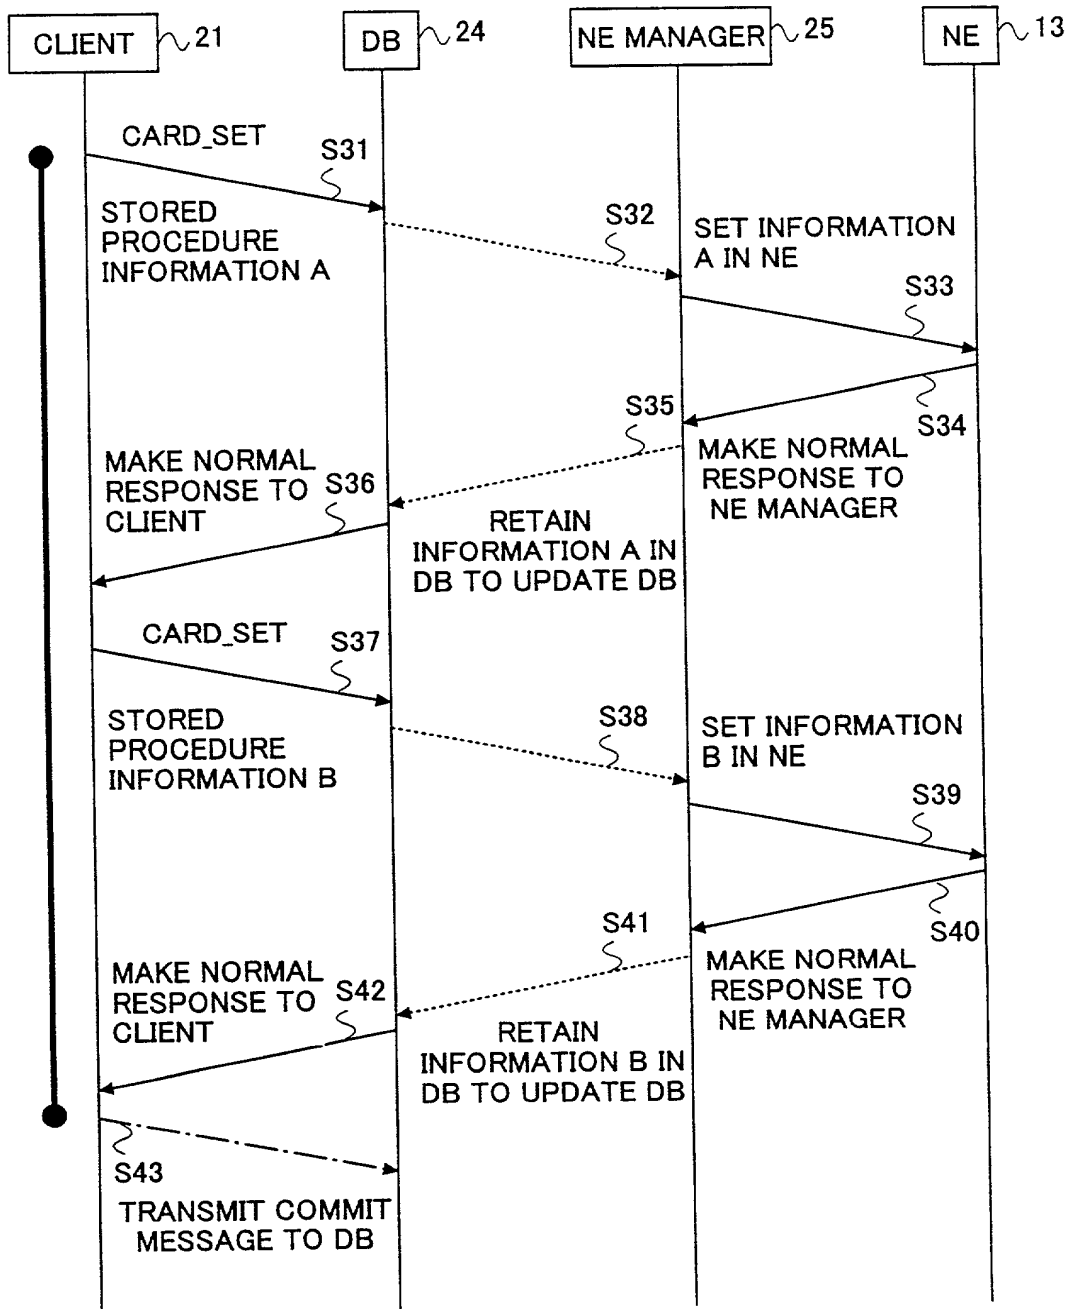 CLIENT 21
DB 24
NE MANAGER 25
NE 13
CARD_SET
S31
STORED
PROCEDURE
INFORMATION A
S32
SET INFORMATION
A IN NE
S33
S34
S35
MAKE NORMAL
RESPONSE TO
NE MANAGER
MAKE NORMAL
RESPONSE TO
CLIENT
S36
RETAIN
INFORMATION A IN
DB TO UPDATE DB
CARD_SET
S37
STORED
PROCEDURE
INFORMATION B
S38
SET INFORMATION
B IN NE
S39
S40
S41
MAKE NORMAL
RESPONSE TO
NE MANAGER
MAKE NORMAL
RESPONSE TO
CLIENT
S42
RETAIN
INFORMATION B IN
DB TO UPDATE DB
S43
TRANSMIT COMMIT
MESSAGE TO DB